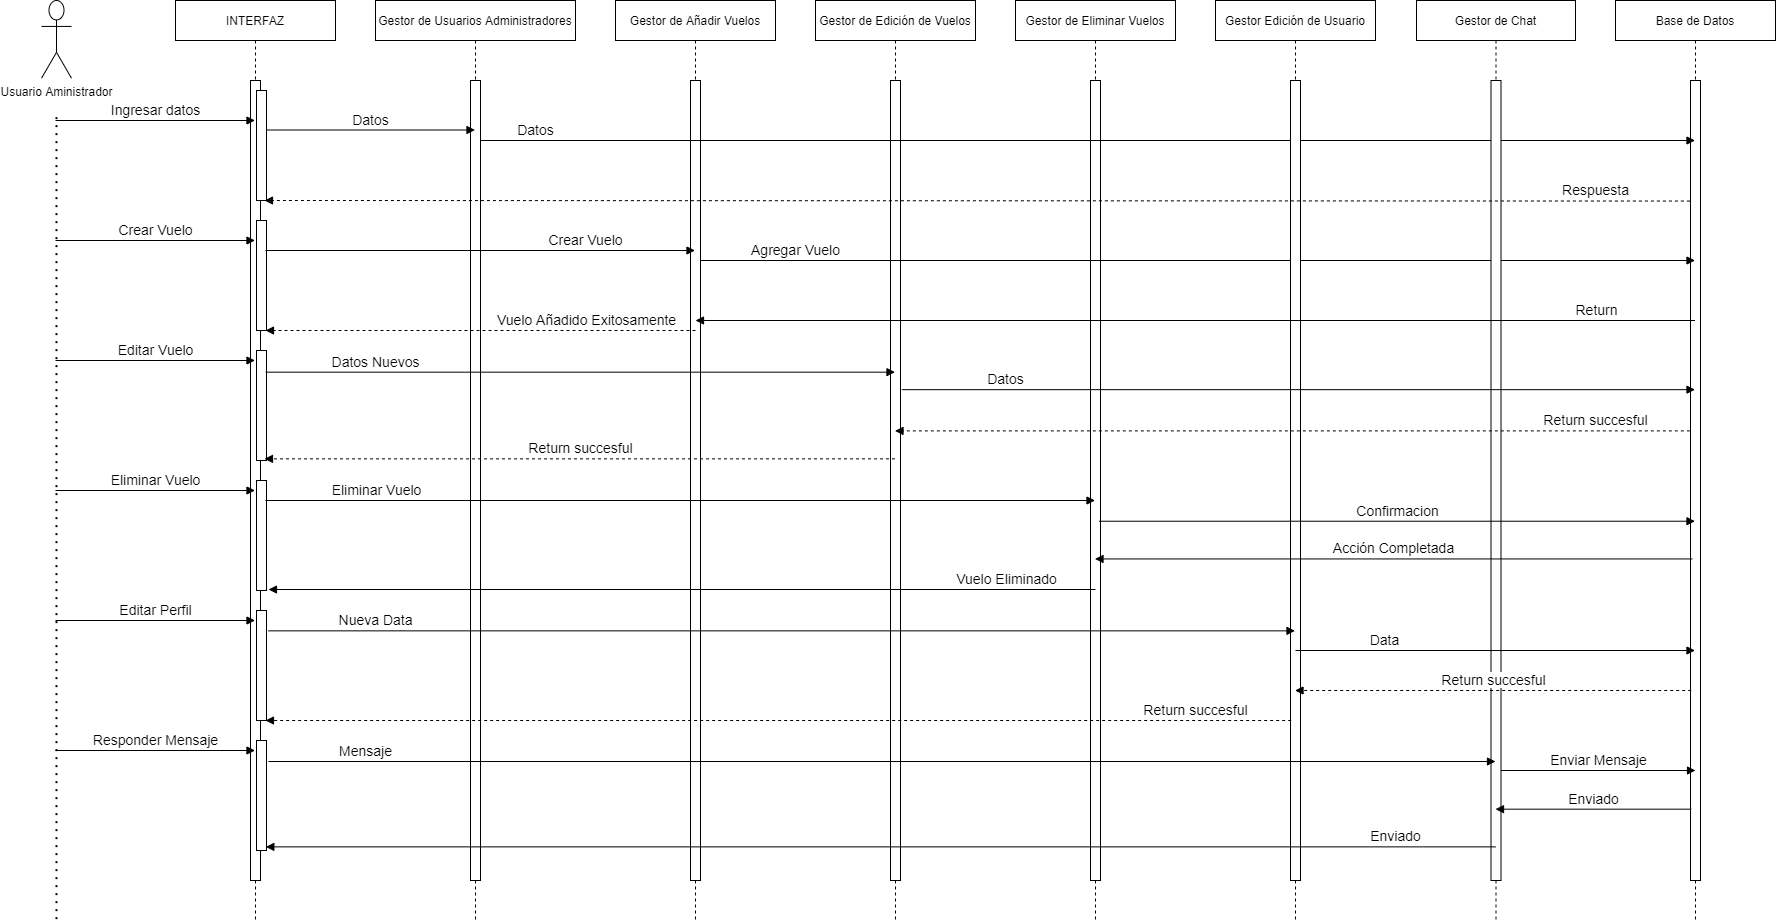 INTERFAZ
Gestor de Usuarios Administradores
Gestor de Añadir Vuelos
Gestor de Edición de Vuelos
Gestor de Eliminar Vuelos
Gestor Edición de Usuario
Gestor de Chat
Base de Datos
Usuario Aministrador
Ingresar datos
Datos
Datos
Respuesta
Crear Vuelo
Crear Vuelo
Agregar Vuelo
Return
Vuelo Añadido Exitosamente
Editar Vuelo
Datos Nuevos
Datos
Return succesful
Return succesful
Eliminar Vuelo
Eliminar Vuelo
Confirmacion
Acción Completada
Vuelo Eliminado
Editar Perfil
Nueva Data
Data
Return succesful
Return succesful
Responder Mensaje
Mensaje
Enviar Mensaje
Enviado
Enviado